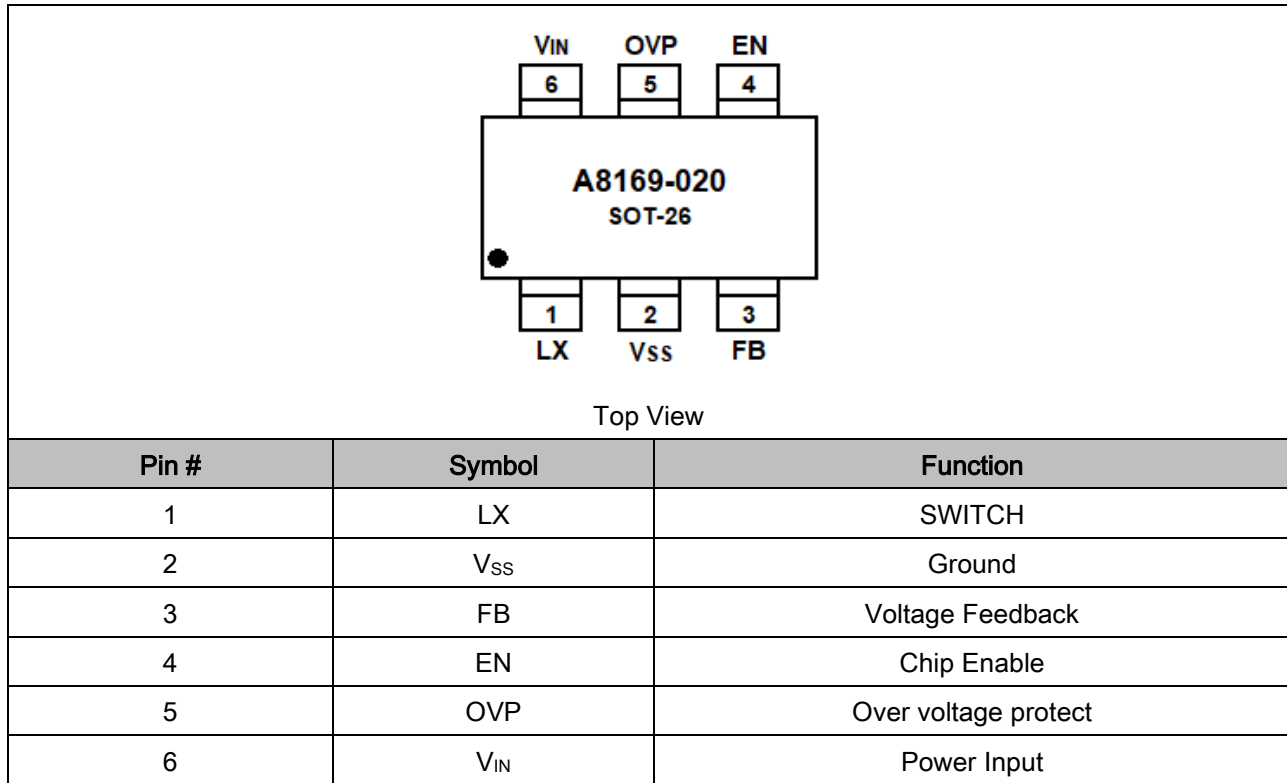 VIN OVP EN
6 5 4
A8169-020
SOT-26
1 2 3
LX VSS FB
Top View
Pin # Symbol Function
1 LX SWITCH
2 VSS Ground
3 FB Voltage Feedback
4 EN Chip Enable
5 OVP Over voltage protect
6 VIN Power Input